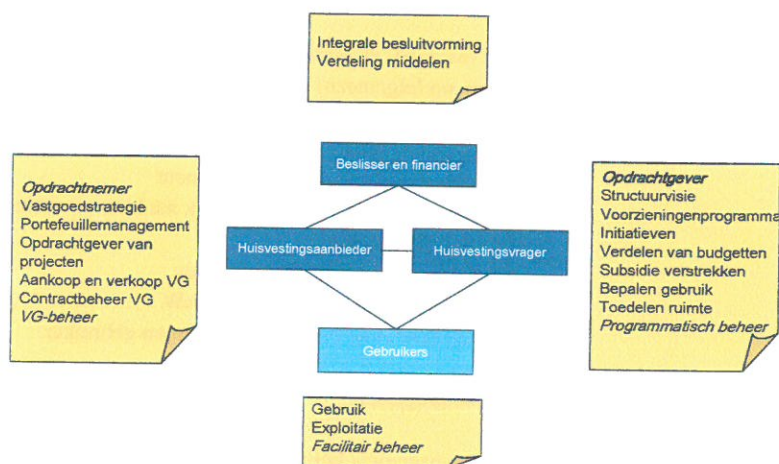 Integrale besluitvorming
Verdeling middelen
Beslisser en financier
Opdrachtnemer
Vastgoedstrategie
Portefeuillemanagement
Opdrachtgever van
projecten
Aankoop en verkoop VG
Contractbeheer VG
VG-beheer
Huisvestingsaanbieder
Huisvestingsvrager
Opdrachtgever
Structuurvisie
Voorzieningenprogramma
Initiatieven
Verdelen van budgetten
Subsidie verstrekken
Bepalen gebruik
Toedelen ruimte
Programmatisch beheer
Gebruikers
Gebruik
Exploitatie
Facilitair beheer